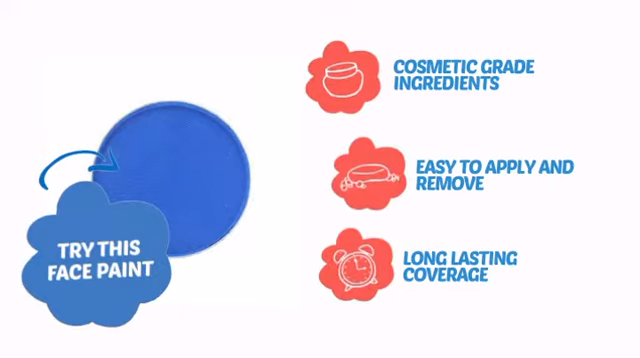 COSMETIC GRADE
INGREDIENTS
EASY TO APPLY AND
REMOVE
LONG LASTING
COVERAGE
TRY THIS
FACE PAINT